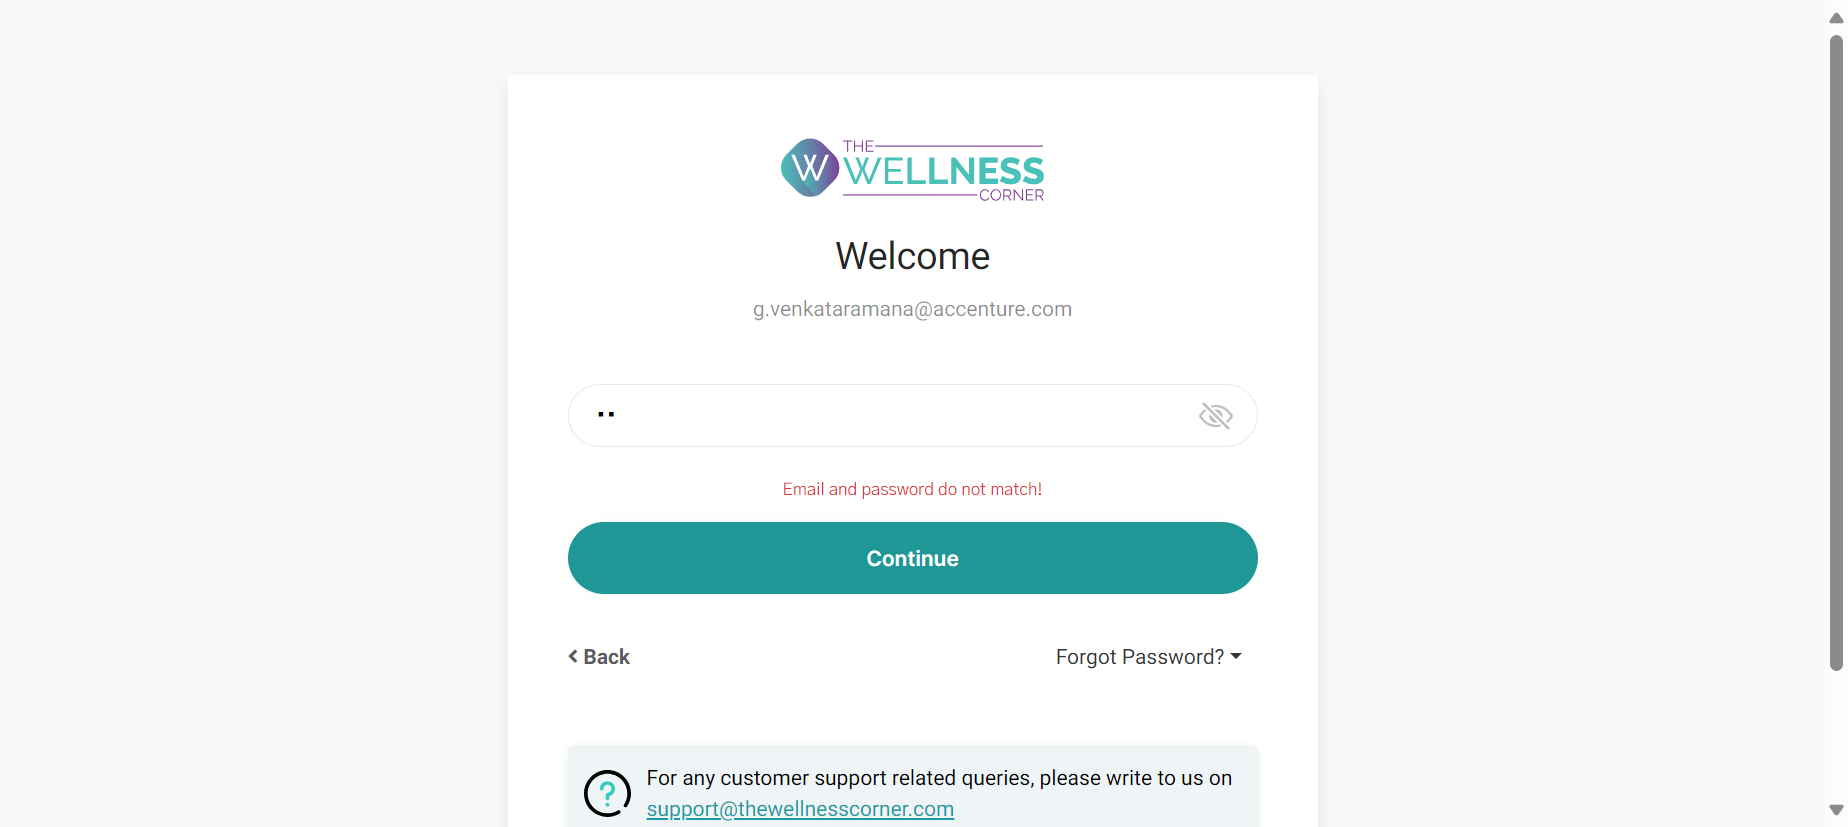 THE
WELLNESS
CORNER
Welcome
g.venkataramana@accenture.com
Email and password do not match!
Continue
Back
Forgot Password?
For any customer support related queries, please write to us on
support@thewellnesscorner.com